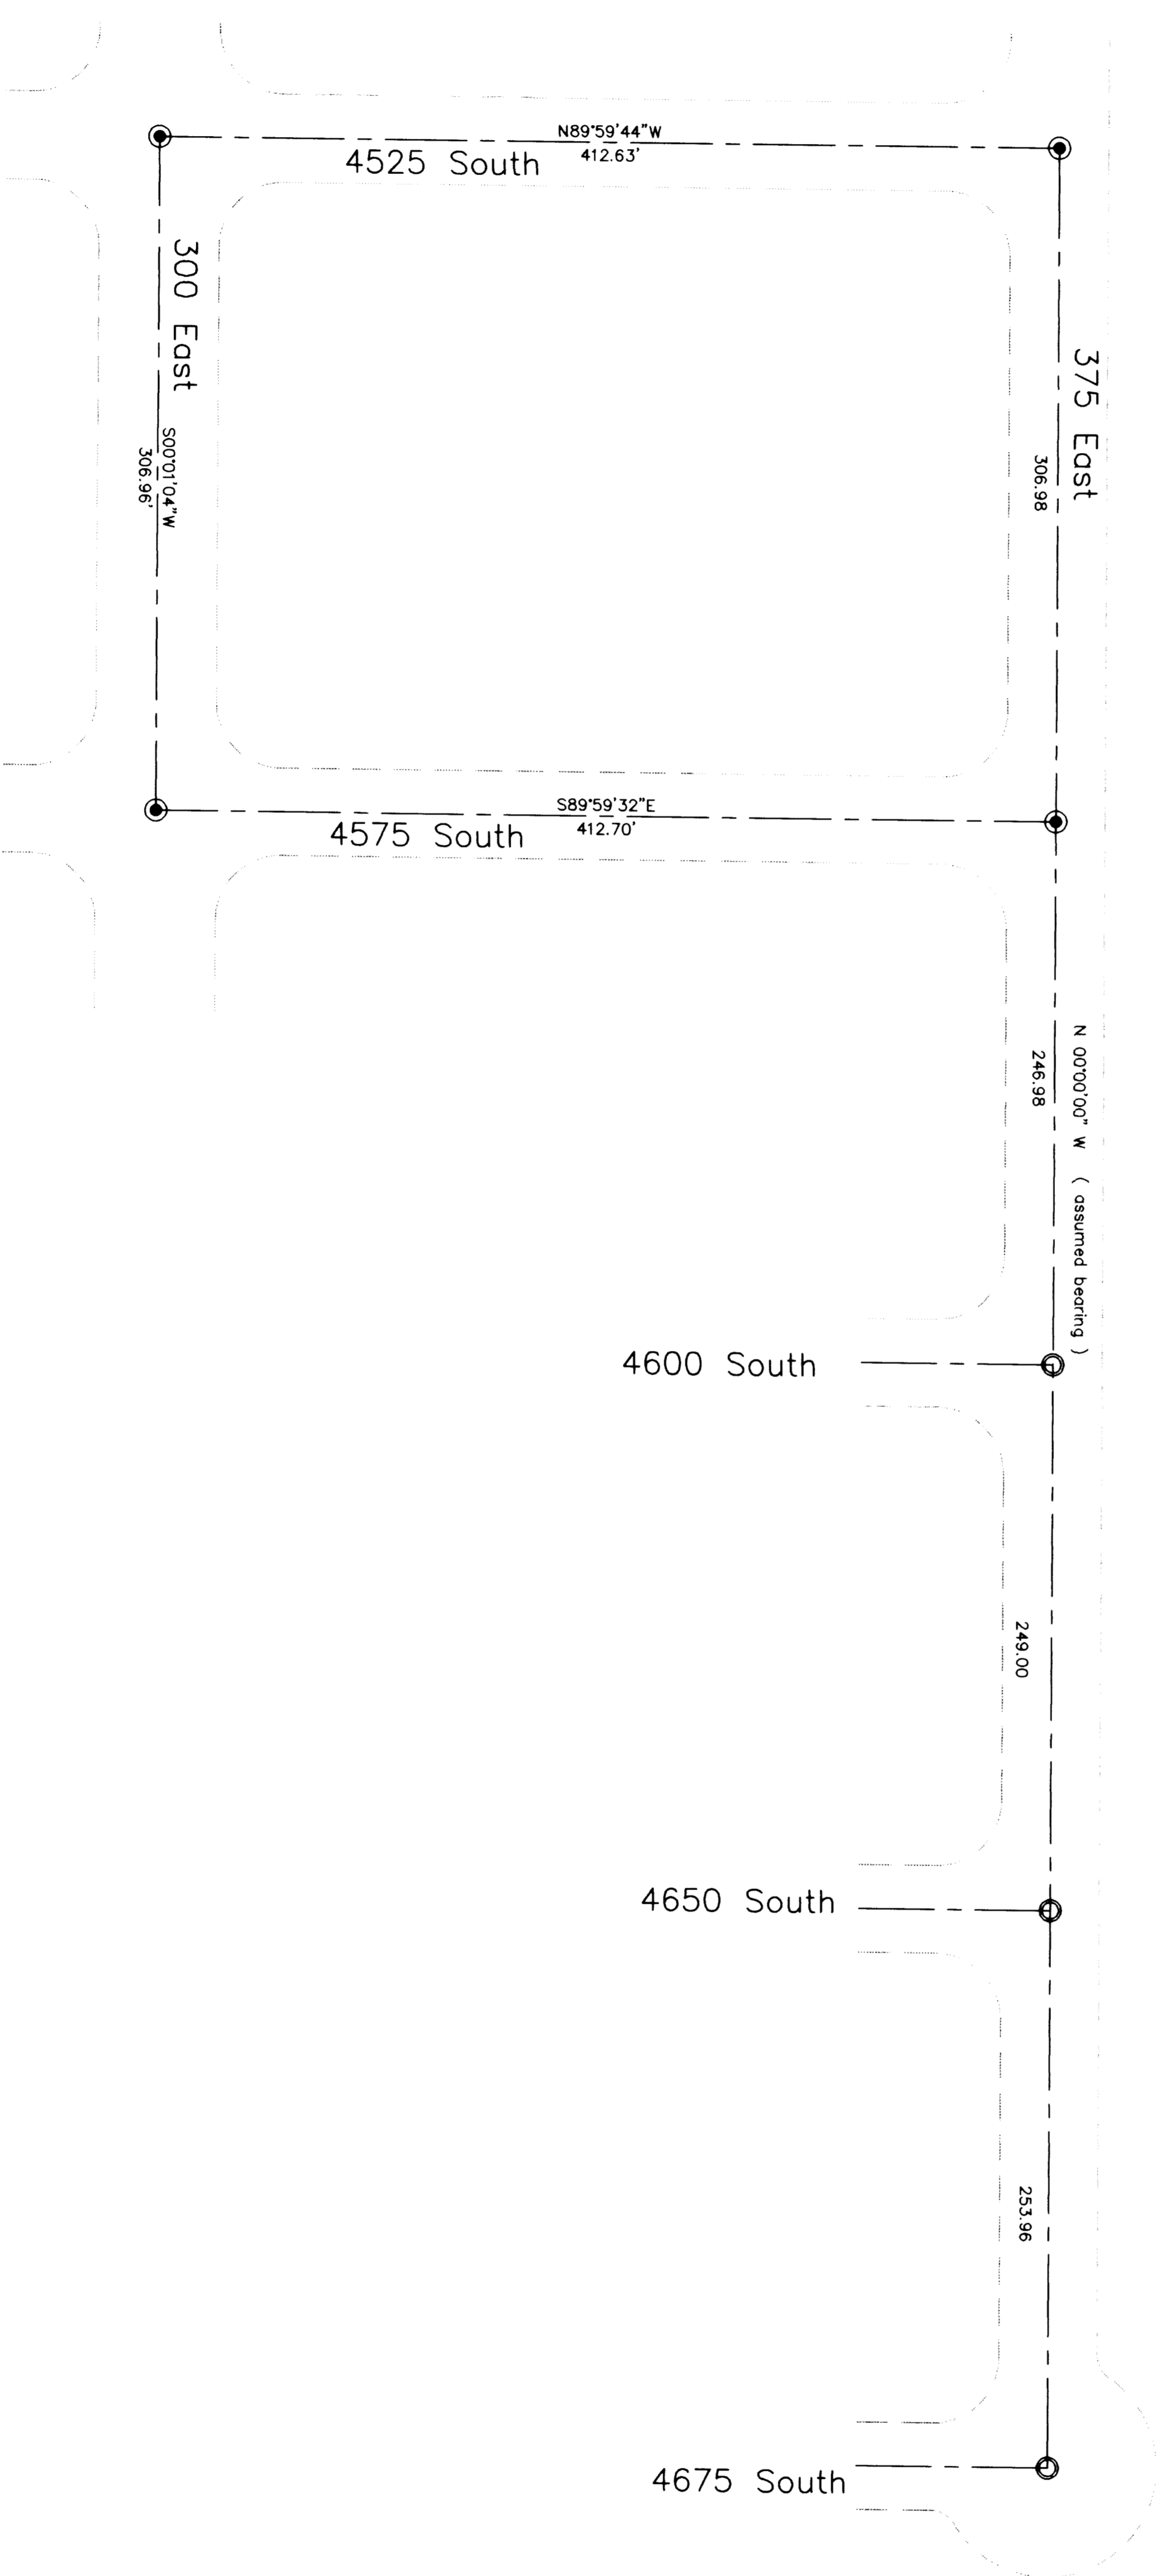 N89°59'44"W
412.63'
4525 South
300 East
S00°01'04"W
306.96'
375 East
306.98
S89°59'32"E
412.70'
4575 South
N 00°00'00" W ( assumed bearing )
246.98
4600 South
249.00
4650 South
253.96
4675 South